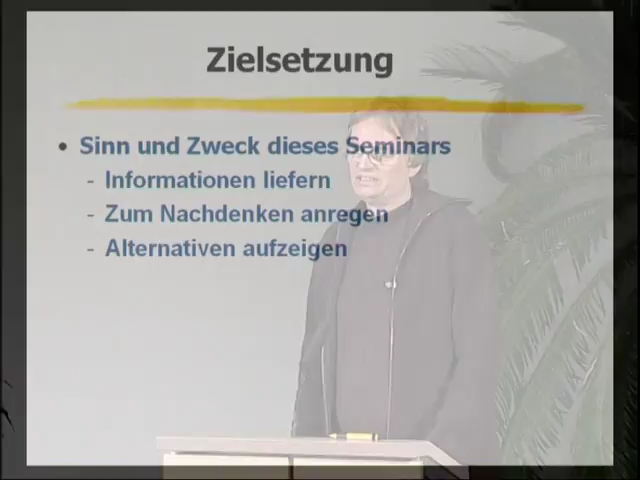 Zielsetzung
• Sinn und Zweck dieses Seminars
- Informationen liefern
- Zum Nachdenken anregen
- Alternativen aufzeigen